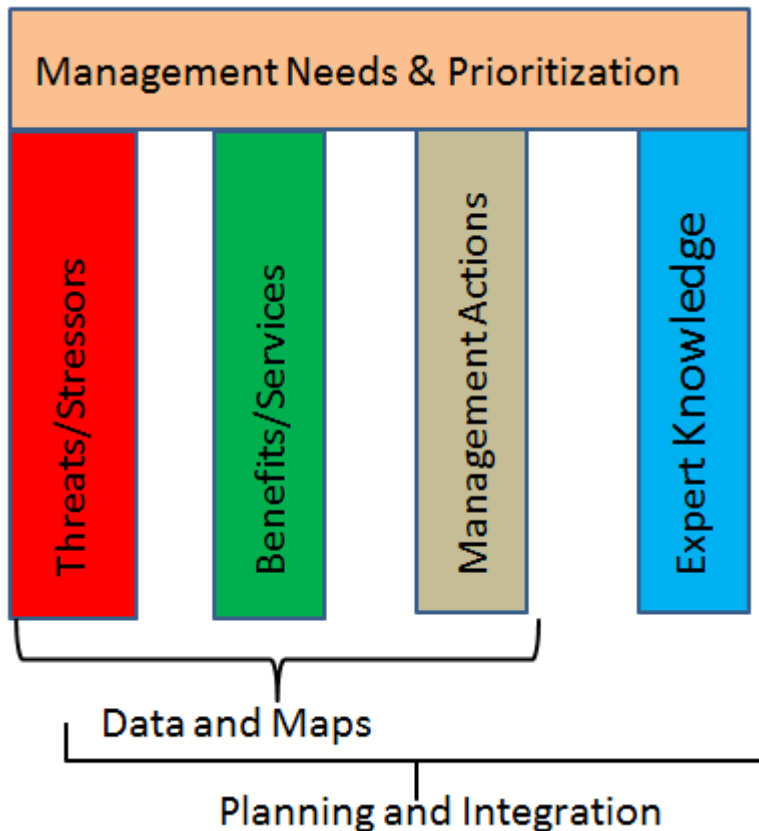 Management Needs & Prioritization
Threats/Stressors
Benefits/Services
Management Actions
Expert Knowledge
Data and Maps
Planning and Integration